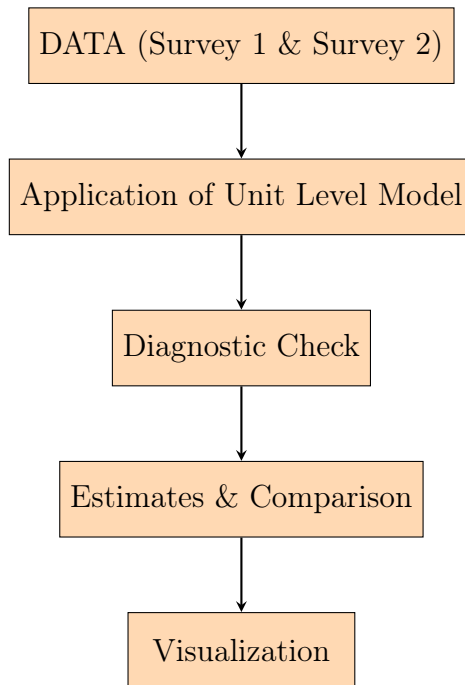 DATA (Survey 1 & Survey 2)
Application of Unit Level Model
Diagnostic Check
Estimates & Comparison
Visualization